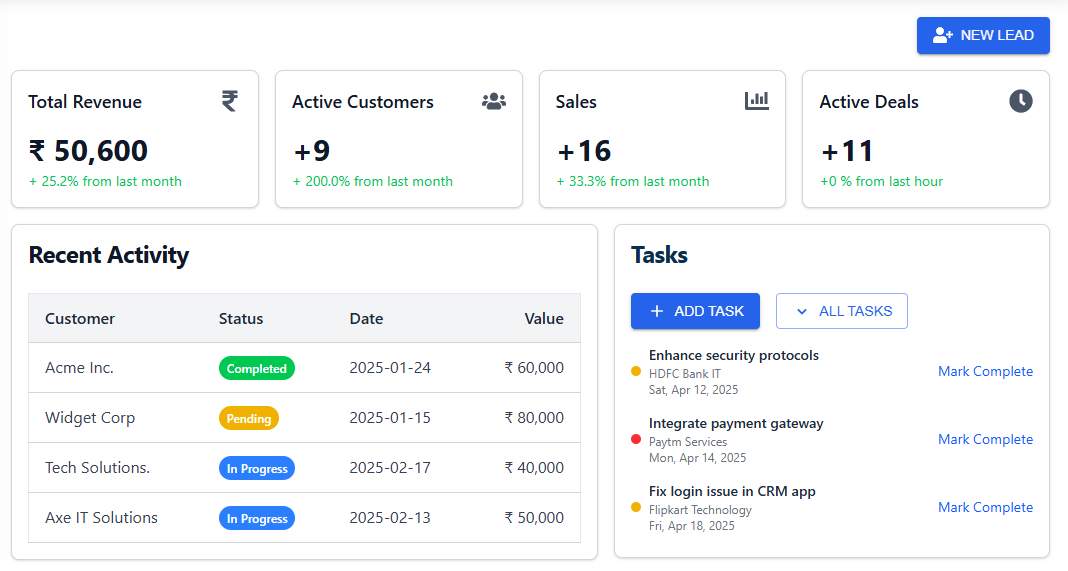 NEW LEAD
Total Revenue
₹ 50,600
+ 25.2% from last month
Active Customers
+9
+ 200.0% from last month
Sales
+16
+ 33.3% from last month
Active Deals
+11
+0 % from last hour
Recent Activity
Customer Status Date Value
Acme Inc. Completed 2025-01-24 ₹ 60,000
Widget Corp Pending 2025-01-15 ₹ 80,000
Tech Solutions. In Progress 2025-02-17 ₹ 40,000
Axe IT Solutions In Progress 2025-02-13 ₹ 50,000
Tasks
+ ADD TASK ALL TASKS
Enhance security protocols
HDFC Bank IT
Sat, Apr 12, 2025
Mark Complete
Integrate payment gateway
Paytm Services
Mon, Apr 14, 2025
Mark Complete
Fix login issue in CRM app
Flipkart Technology
Fri, Apr 18, 2025
Mark Complete